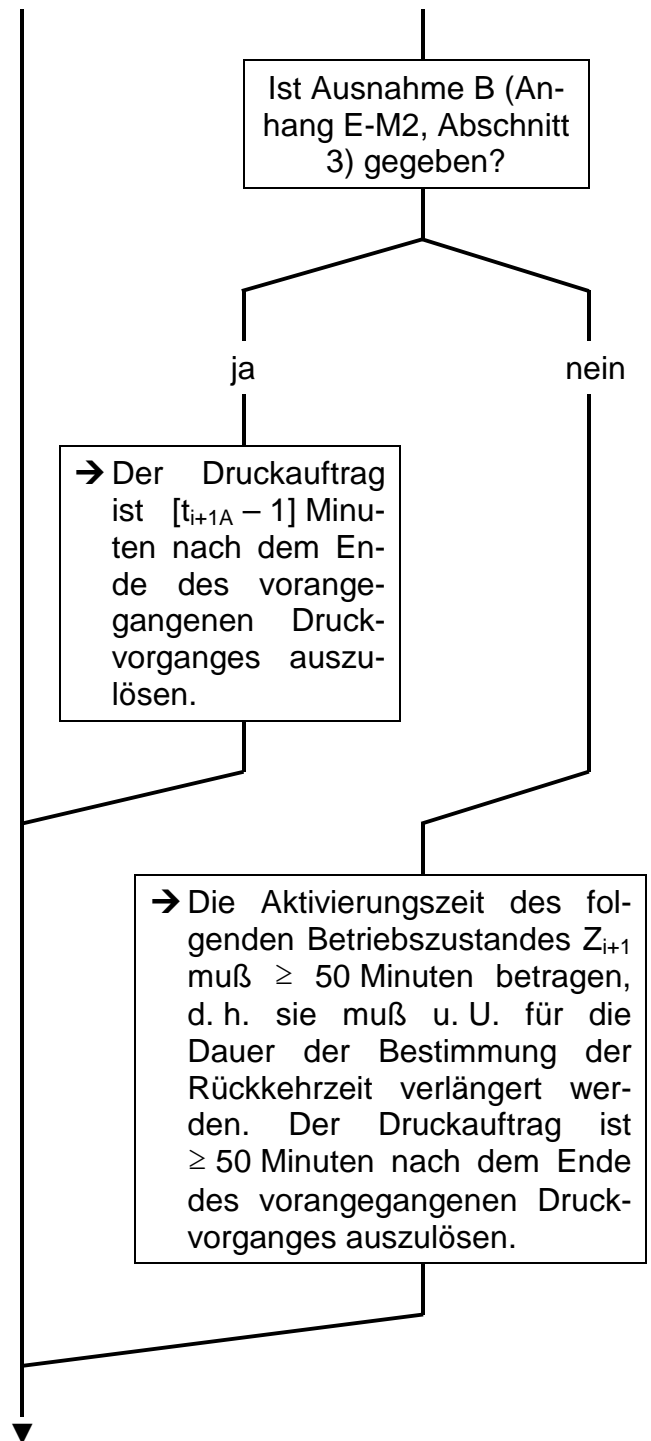 Ist Ausnahme B (An-
hang E-M2, Abschnitt
3) gegeben?
ja
nein
➔ Der Druckauftrag
ist [tᵢ₊₁A – 1] Minu-
ten nach dem En-
de des vorange-
gangenen Druck-
vorganges auszu-
lösen.
➔ Die Aktivierungszeit des fol-
genden Betriebszustandes Zᵢ₊₁
muß ≥ 50 Minuten betragen,
d. h. sie muß u. U. für die
Dauer der Bestimmung der
Rückkehrzeit verlängert wer-
den. Der Druckauftrag ist
≥ 50 Minuten nach dem Ende
des vorangegangenen Druck-
vorganges auszulösen.